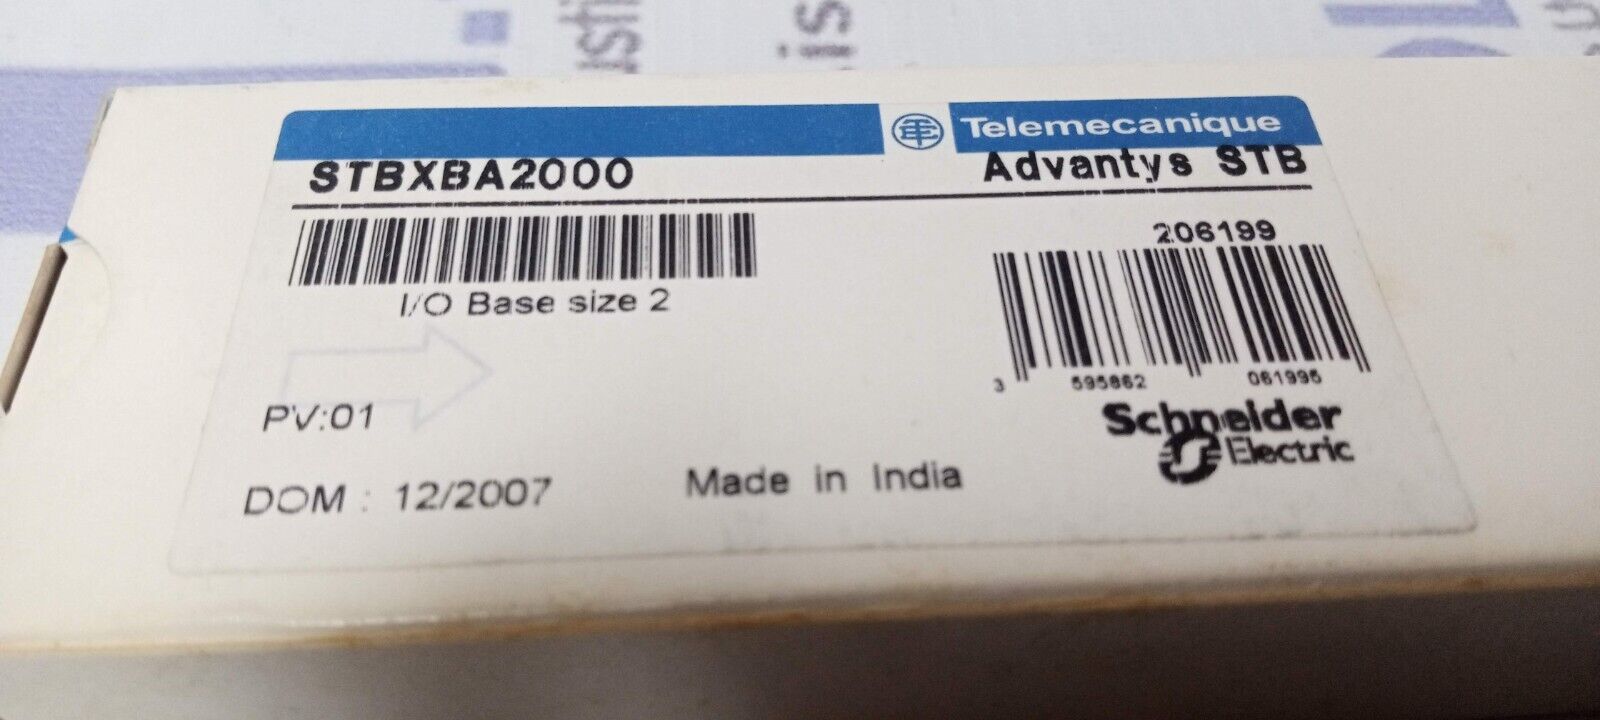 Telemecanique
STBXBA2000
Advantys STB
206199
I/O Base size 2
3 595862 061995
PV:01
Schneider
Electric
DOM : 12/2007
Made in India